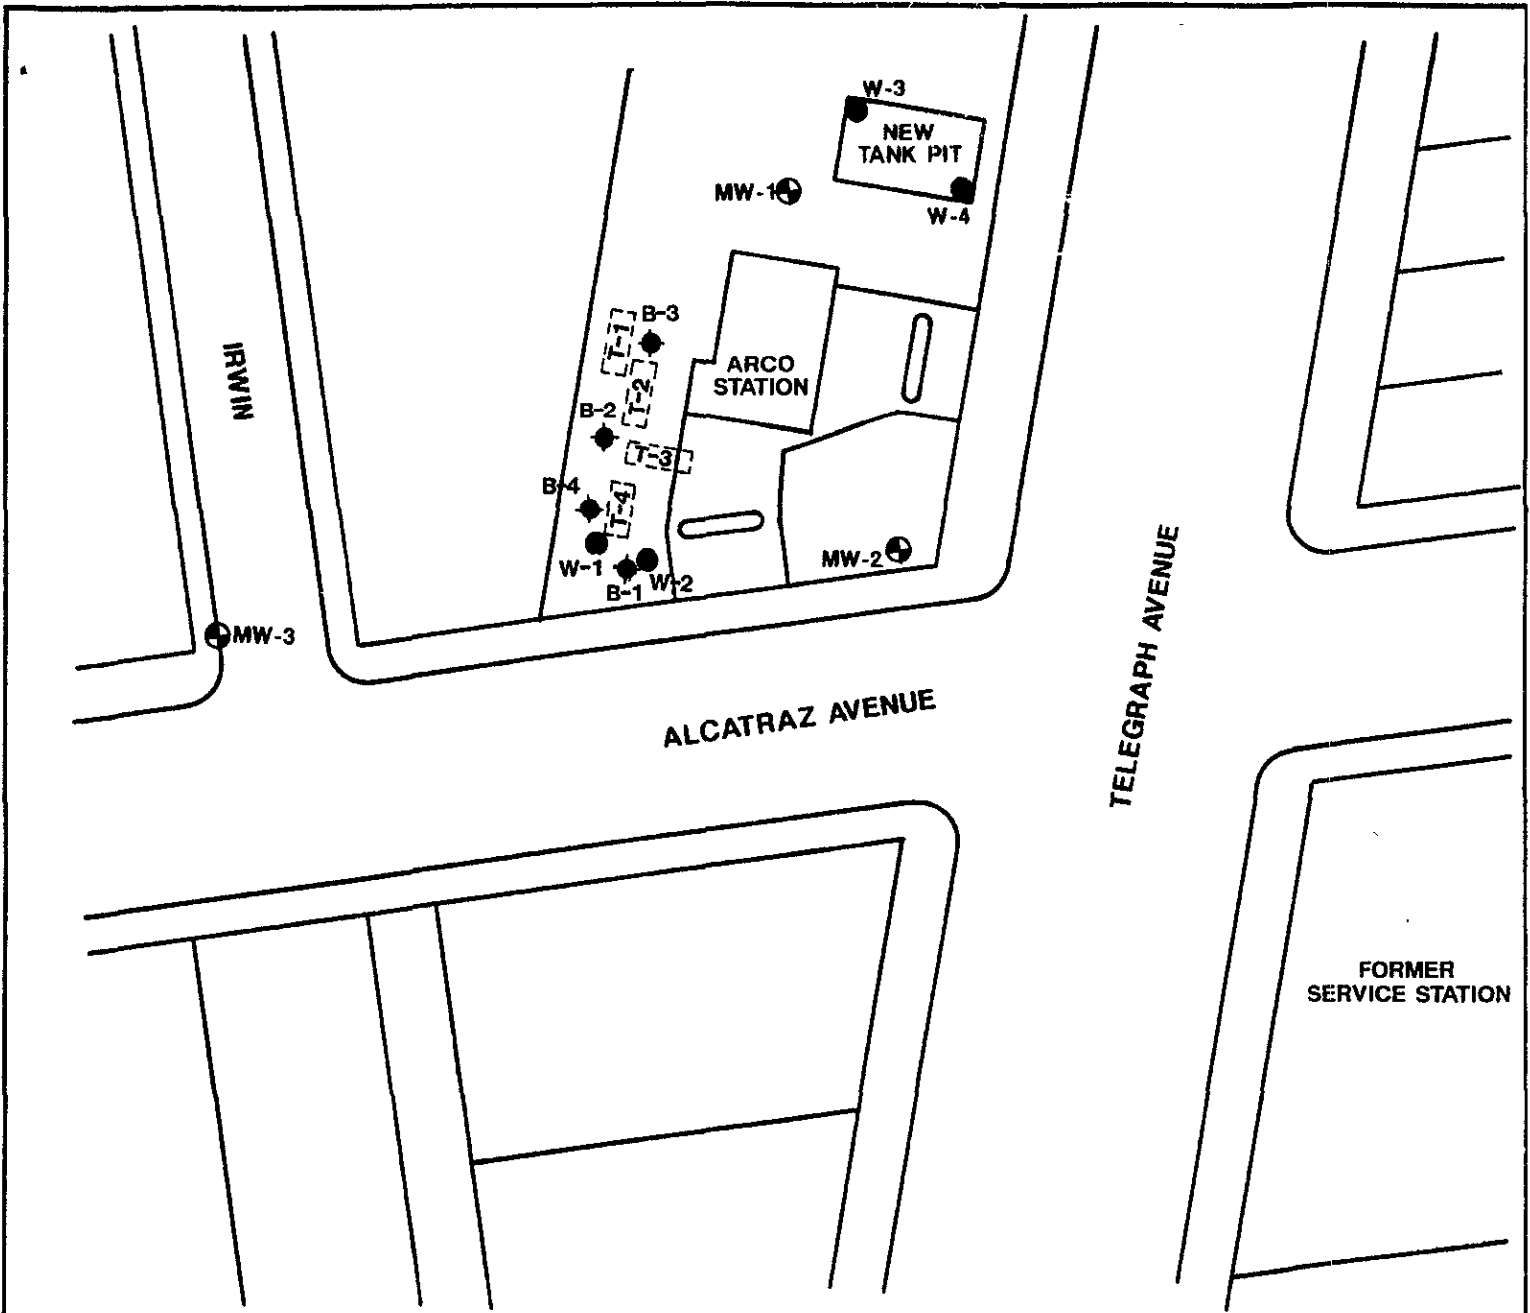 W-3
NEW
TANK PIT
MW-1
W-4
B-3
T-1
IRWIN
ARCO
STATION
T-2
B-2
T-3
B-4
T-4
MW-2
W-1
W-2
B-1
MW-3
TELEGRAPH AVENUE
ALCATRAZ AVENUE
FORMER
SERVICE STATION